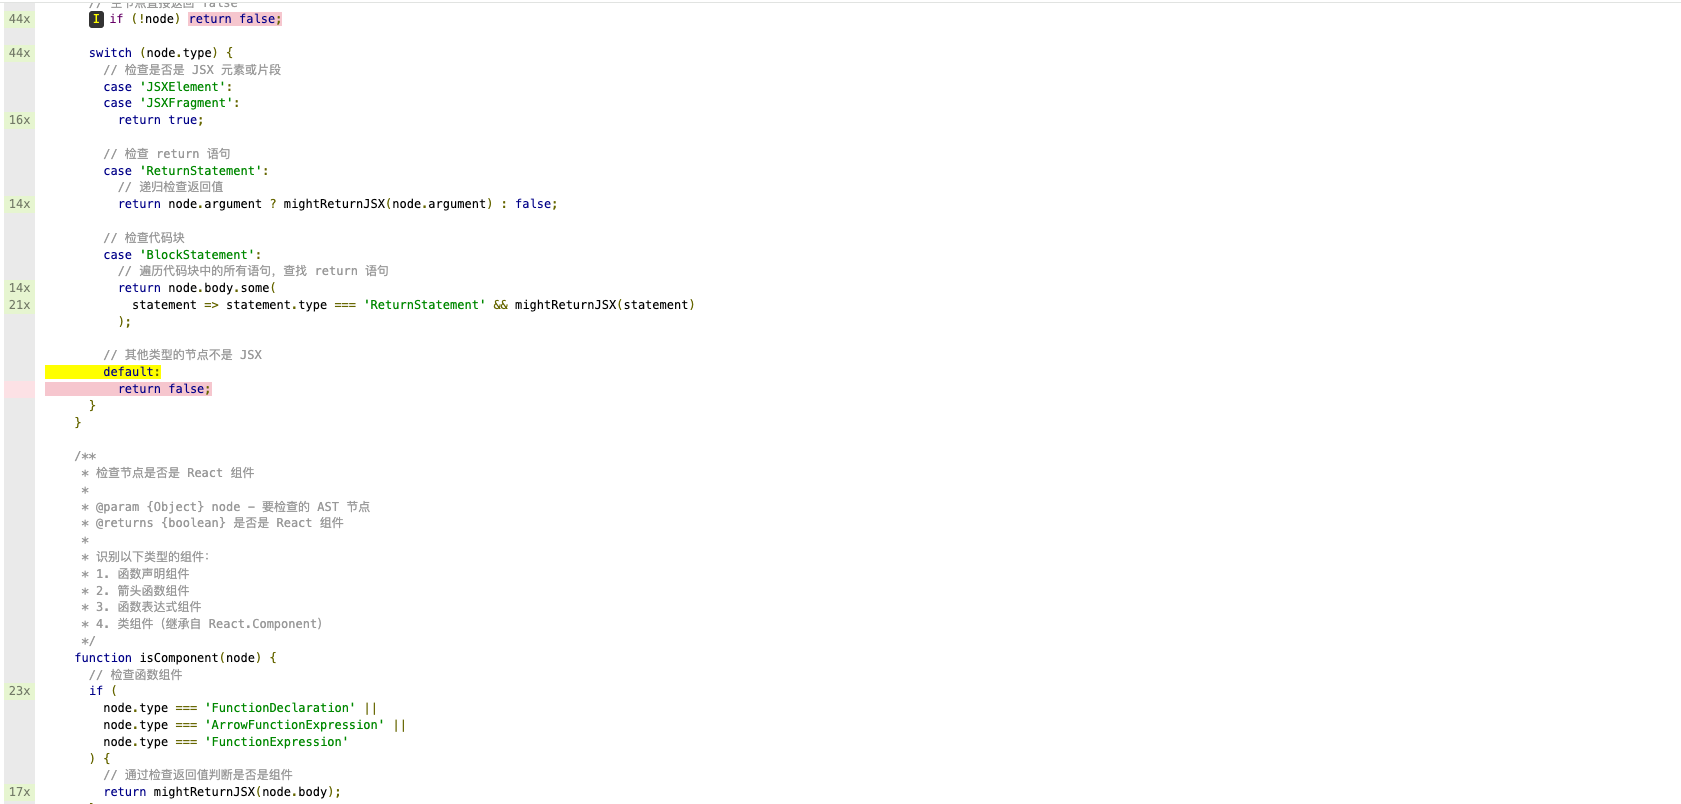 // 空节点直接返回 false
44x I if (!node) return false;
44x switch (node.type) {
// 检查是否是 JSX 元素或片段
case 'JSXElement':
case 'JSXFragment':
16x return true;
// 检查 return 语句
case 'ReturnStatement':
// 递归检查返回值
14x return node.argument ? mightReturnJSX(node.argument) : false;
// 检查代码块
case 'BlockStatement':
// 遍历代码块中的所有语句，查找 return 语句
14x return node.body.some(
21x statement => statement.type === 'ReturnStatement' && mightReturnJSX(statement)
);
// 其他类型的节点不是 JSX
default:
return false;
}
}
/**
* 检查节点是否是 React 组件
*
* @param {Object} node - 要检查的 AST 节点
* @returns {boolean} 是否是 React 组件
*
* 识别以下类型的组件：
* 1. 函数声明组件
* 2. 箭头函数组件
* 3. 函数表达式组件
* 4. 类组件（继承自 React.Component）
*/
function isComponent(node) {
// 检查函数组件
23x if (
node.type === 'FunctionDeclaration' ||
node.type === 'ArrowFunctionExpression' ||
node.type === 'FunctionExpression'
) {
// 通过检查返回值判断是否是组件
17x return mightReturnJSX(node.body);